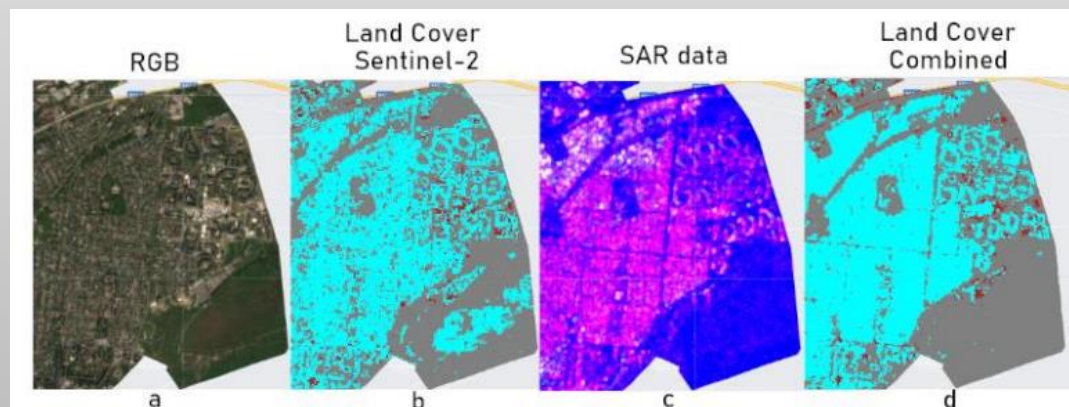 RGB
Land Cover
Sentinel-2
SAR data
Land Cover
Combined
a
b
c
d